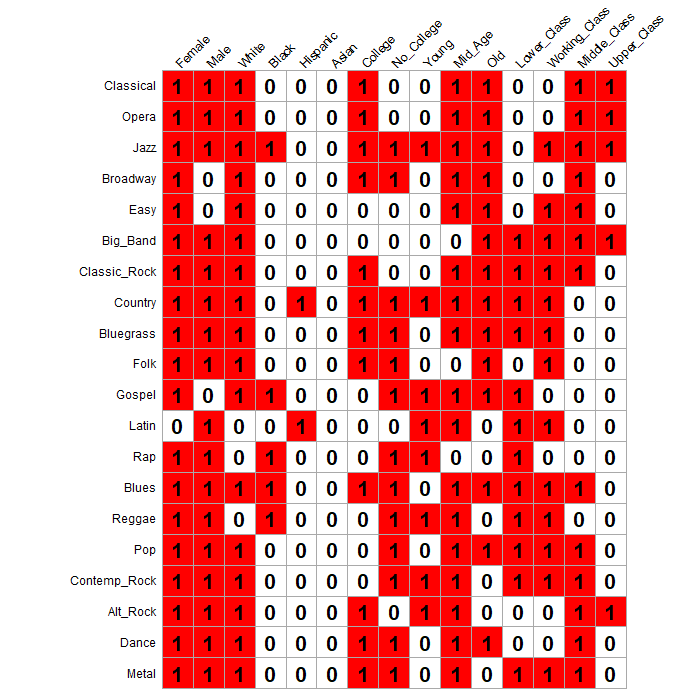 Female Male White Black Hispanic Asian College No_College Young Mid_Age Old Lower_Class Working_Class Middle_Class Upper_Class
Classical 1 1 1 0 0 0 1 0 0 1 1 0 0 1 1
Opera 1 1 1 0 0 0 1 0 0 1 1 0 0 1 1
Jazz 1 1 1 1 0 0 1 1 1 1 1 0 1 1 1
Broadway 1 0 1 0 0 0 1 1 0 1 1 0 0 1 0
Easy 1 0 1 0 0 0 0 0 0 1 1 0 1 1 0
Big_Band 1 1 1 0 0 0 0 0 0 0 1 1 1 1 1
Classic_Rock 1 1 1 0 0 0 1 0 0 1 1 1 1 1 0
Country 1 1 1 0 1 0 1 1 1 1 1 1 1 0 0
Bluegrass 1 1 1 0 0 0 1 1 0 1 1 1 1 0 0
Folk 1 1 1 0 0 0 1 1 0 0 1 0 1 0 0
Gospel 1 0 1 1 0 0 0 1 1 1 1 1 0 0 0
Latin 0 1 0 0 1 0 0 0 1 1 0 1 1 0 0
Rap 1 1 0 1 0 0 0 1 1 0 0 1 0 0 0
Blues 1 1 1 1 0 0 1 1 0 1 1 1 1 1 0
Reggae 1 1 0 1 0 0 0 1 1 1 0 1 1 0 0
Pop 1 1 1 0 0 0 0 1 0 1 1 1 1 1 0
Contemp_Rock 1 1 1 0 0 0 0 1 1 1 0 1 1 1 0
Alt_Rock 1 1 1 0 0 0 1 0 1 1 0 0 0 1 1
Dance 1 1 1 0 0 0 1 1 0 1 1 0 0 1 0
Metal 1 1 1 0 0 0 1 1 0 1 0 1 1 1 0